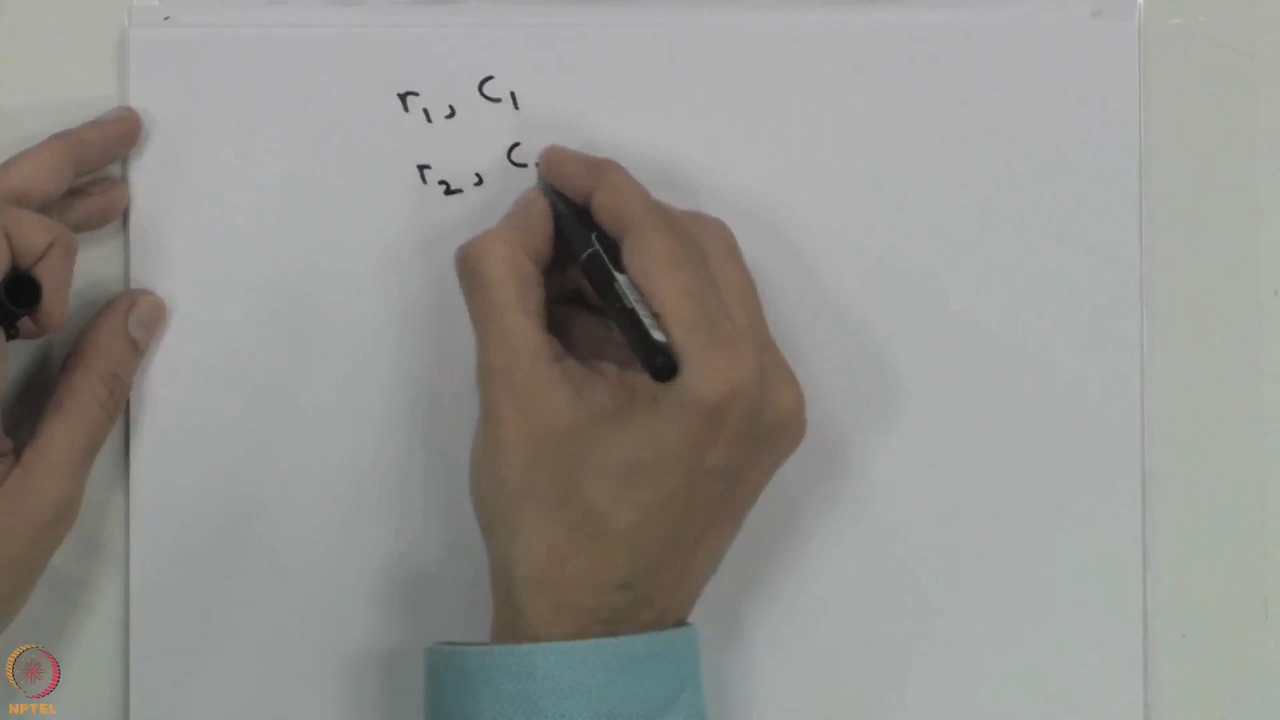 r₁, C₁
r₂, C
NPTEL